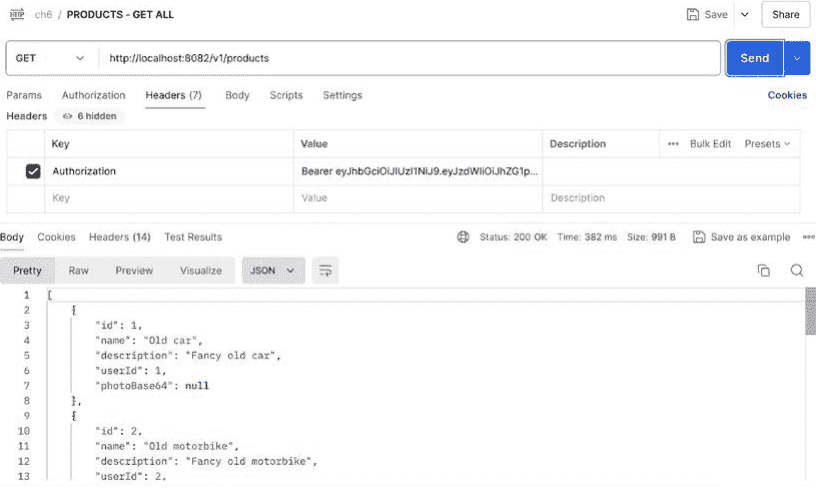 HTTP ch6 / PRODUCTS - GET ALL Save Share
GET http://localhost:8082/v1/products Send
Params Authorization Headers (7) Body Scripts Settings Cookies
Headers 6 hidden
Key Value Description ••• Bulk Edit Presets
Authorization Bearer eyJhbGciOiJIUzI1NiJ9.eyJzdWIiOiJhZG1p...
Key Value Description
Body Cookies Headers (14) Test Results Status: 200 OK Time: 382 ms Size: 991 B Save as example •••
Pretty Raw Preview Visualize JSON
1 [
2 {
3 "id": 1,
4 "name": "Old car",
5 "description": "Fancy old car",
6 "userId": 1,
7 "photoBase64": null
8 },
9 {
10 "id": 2,
11 "name": "Old motorbike",
12 "description": "Fancy old motorbike",
13 "userId": 2,